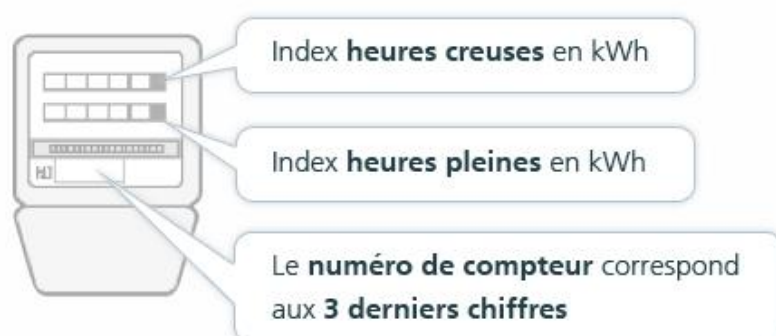 Index heures creuses en kWh
Index heures pleines en kWh
Le numéro de compteur correspond
aux 3 derniers chiffres